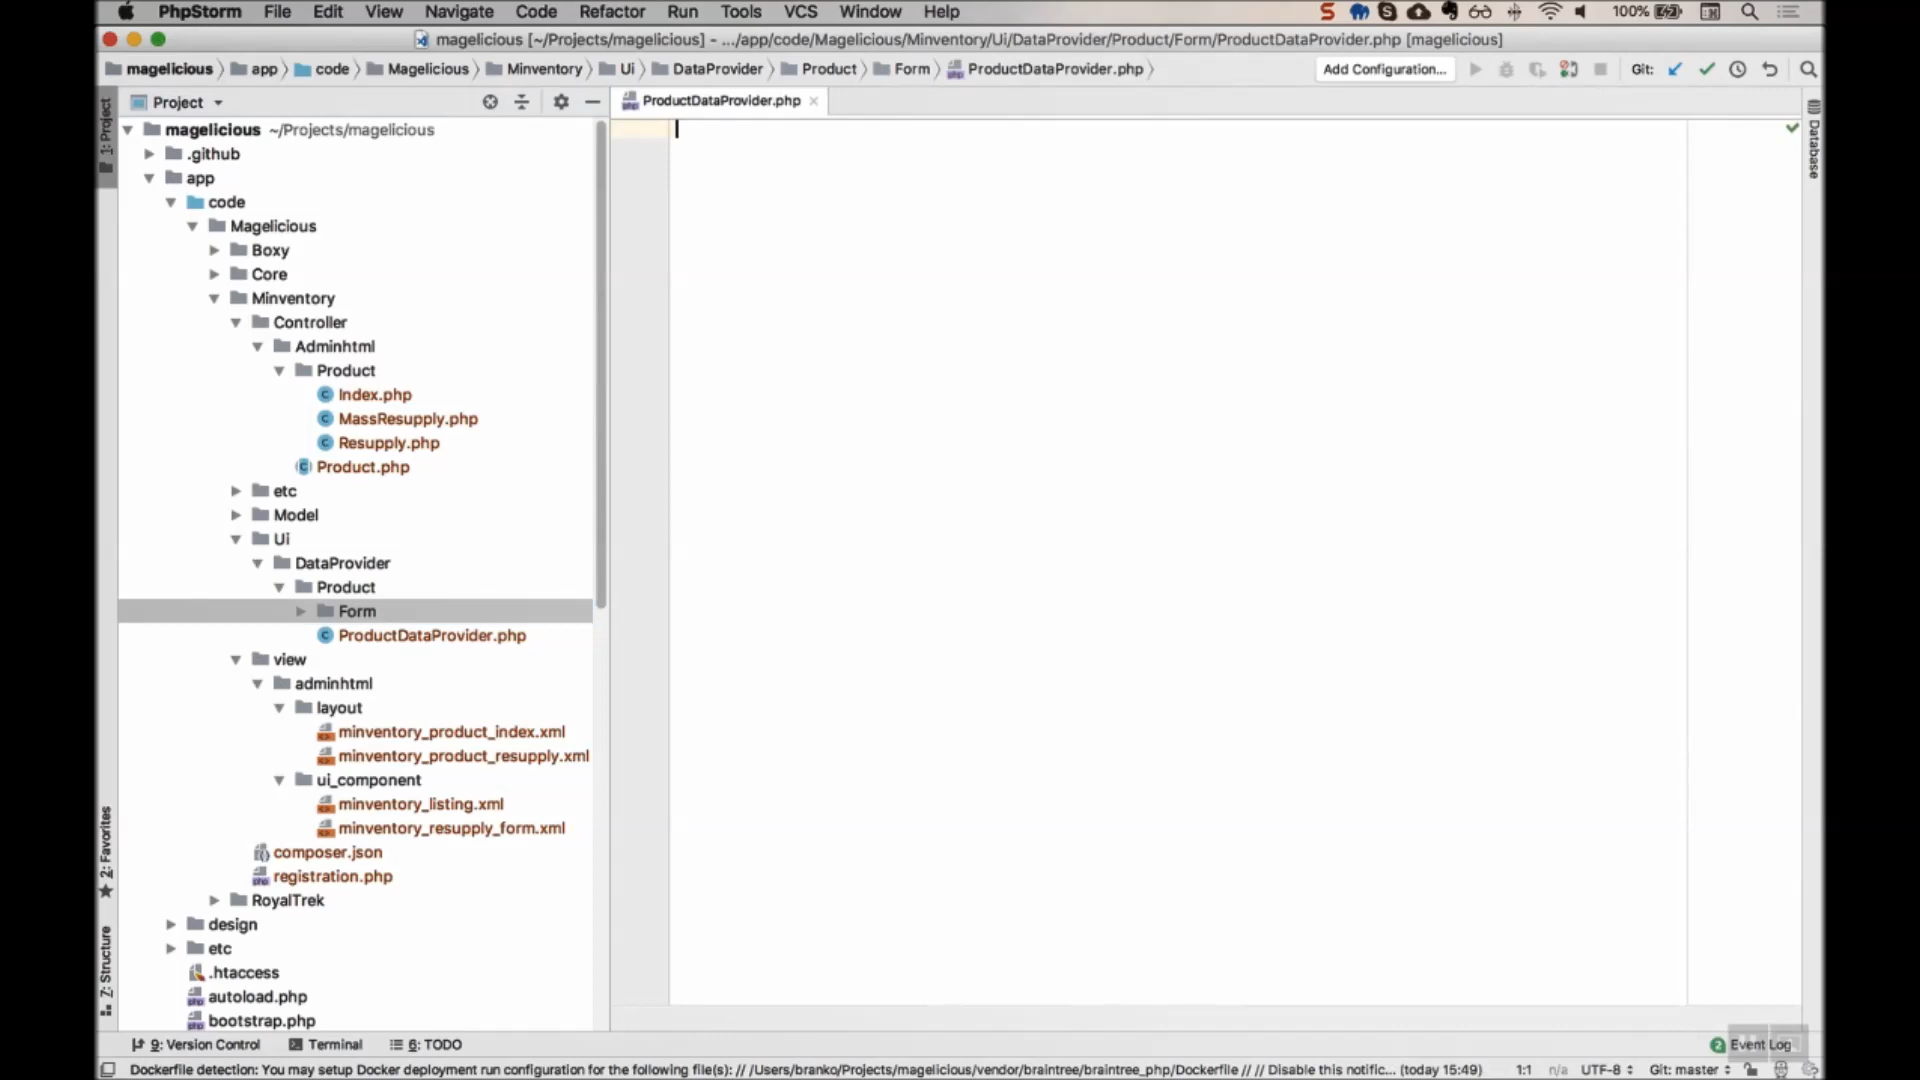 PhpStorm File Edit View Navigate Code Refactor Run Tools VCS Window Help 100%
magelicious [~/Projects/magelicious] - .../app/code/Magelicious/Minventory/Ui/DataProvider/Product/Form/ProductDataProvider.php [magelicious]
magelicious app code Magelicious Minventory Ui DataProvider Product Form ProductDataProvider.php Add Configuration... Git:
Project
ProductDataProvider.php
1: Project
magelicious ~/Projects/magelicious
.github
app
code
Magelicious
Boxy
Core
Minventory
Controller
Adminhtml
Product
Index.php
MassResupply.php
Resupply.php
Product.php
etc
Model
Ui
DataProvider
Product
Form
ProductDataProvider.php
view
adminhtml
layout
minventory_product_index.xml
minventory_product_resupply.xml
ui_component
minventory_listing.xml
minventory_resupply_form.xml
composer.json
registration.php
RoyalTrek
design
etc
.htaccess
autoload.php
bootstrap.php
2: Favorites
Z: Structure
Database
9: Version Control Terminal 6: TODO
2 Event Log
Dockerfile detection: You may setup Docker deployment run configuration for the following file(s): // /Users/branko/Projects/magelicious/vendor/braintree/braintree_php/Dockerfile // // Disable this notific... (today 15:49) 1:1 n/a UTF-8 Git: master